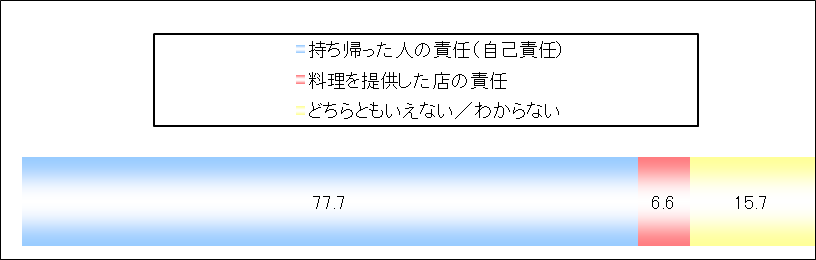 持ち帰った人の責任(自己責任)
料理を提供した店の責任
どちらともいえない／わからない
77.7 6.6 15.7